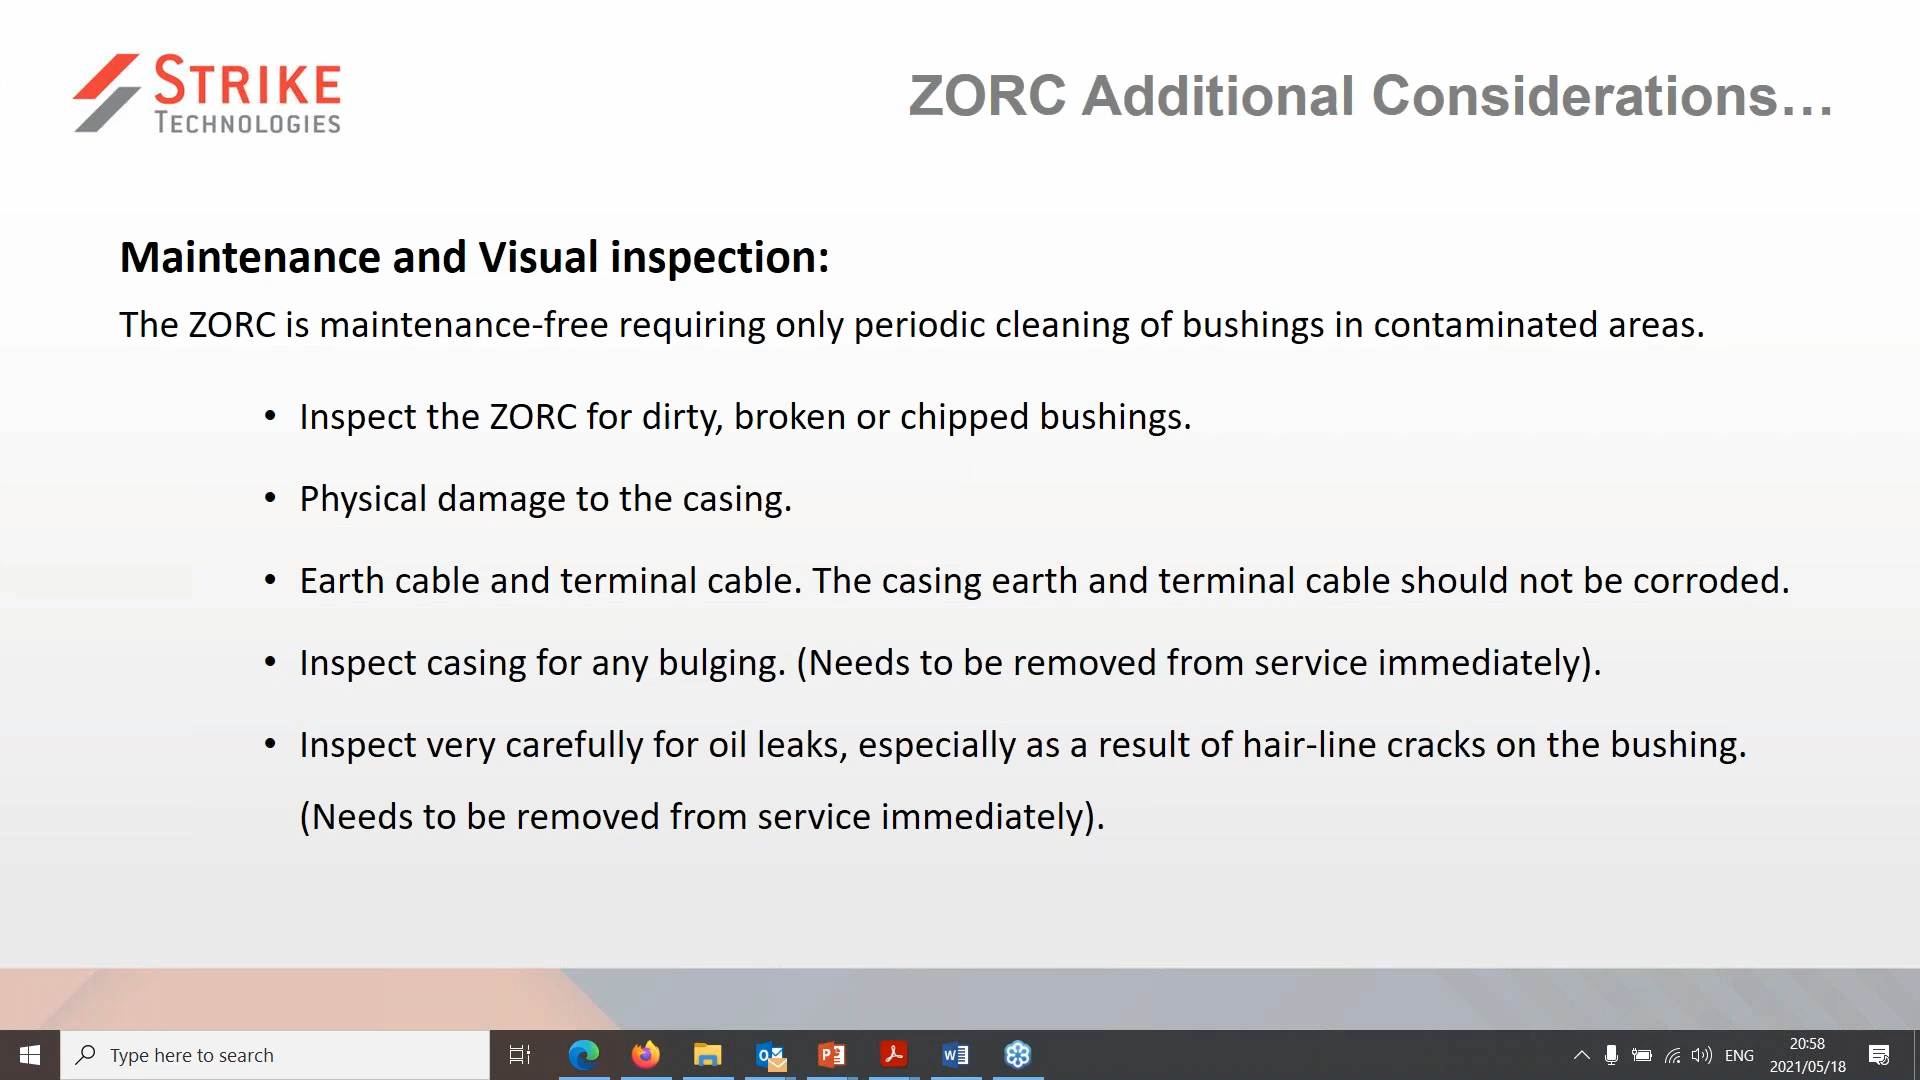 STRIKE
TECHNOLOGIES
ZORC Additional Considerations…
Maintenance and Visual inspection:
The ZORC is maintenance-free requiring only periodic cleaning of bushings in contaminated areas.
• Inspect the ZORC for dirty, broken or chipped bushings.
• Physical damage to the casing.
• Earth cable and terminal cable. The casing earth and terminal cable should not be corroded.
• Inspect casing for any bulging. (Needs to be removed from service immediately).
• Inspect very carefully for oil leaks, especially as a result of hair-line cracks on the bushing.
(Needs to be removed from service immediately).
Type here to search
ENG
20:58
2021/05/18